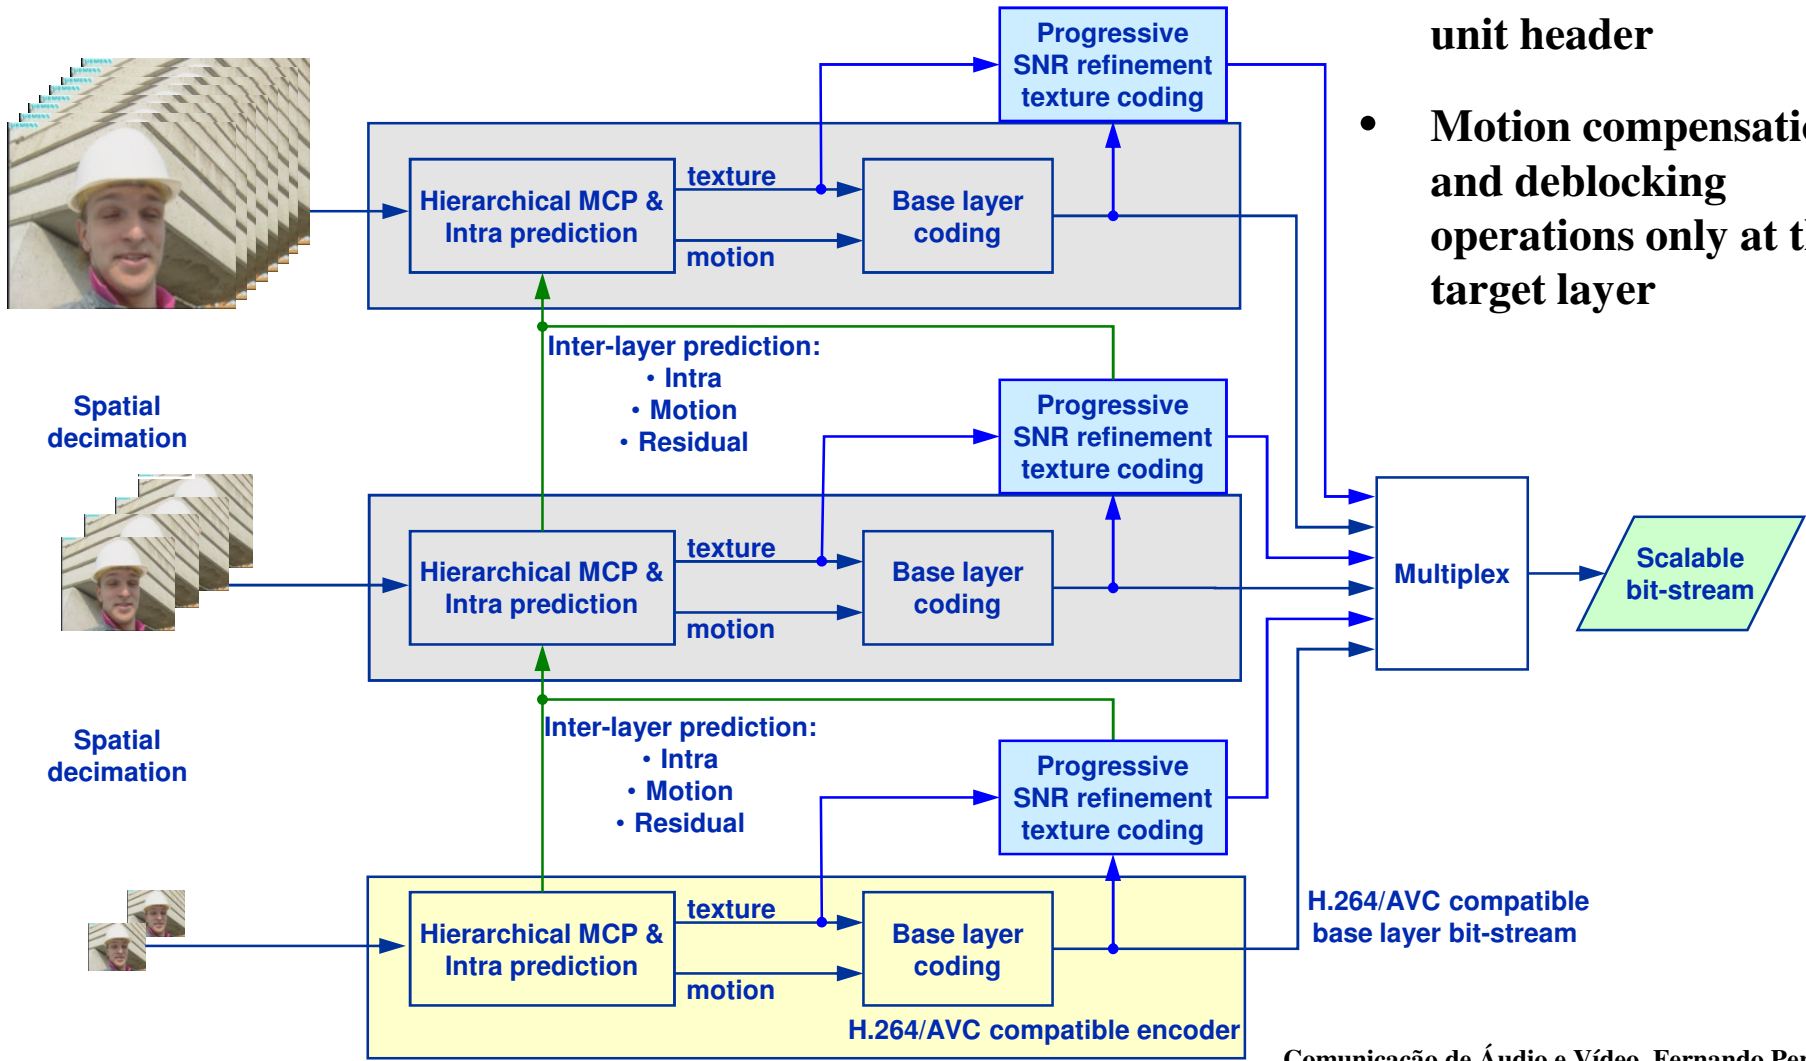 Progressive
SNR refinement
texture coding
unit header
• Motion
and deblocking
operations only at
target layer
Hierarchical MCP &
Intra prediction
texture
motion
Base layer
coding
Inter-layer prediction:
• Intra
• Motion
• Residual
Spatial
decimation
Progressive
SNR refinement
texture coding
Hierarchical MCP &
Intra prediction
texture
motion
Base layer
coding
Multiplex
Scalable
bit-stream
Inter-layer prediction:
• Intra
• Motion
• Residual
Spatial
decimation
Progressive
SNR refinement
texture coding
Hierarchical MCP &
Intra prediction
texture
motion
Base layer
coding
H.264/AVC compatible
base layer bit-stream
H.264/AVC compatible encoder
Comunicação de Áudio e Vídeo, Fernando